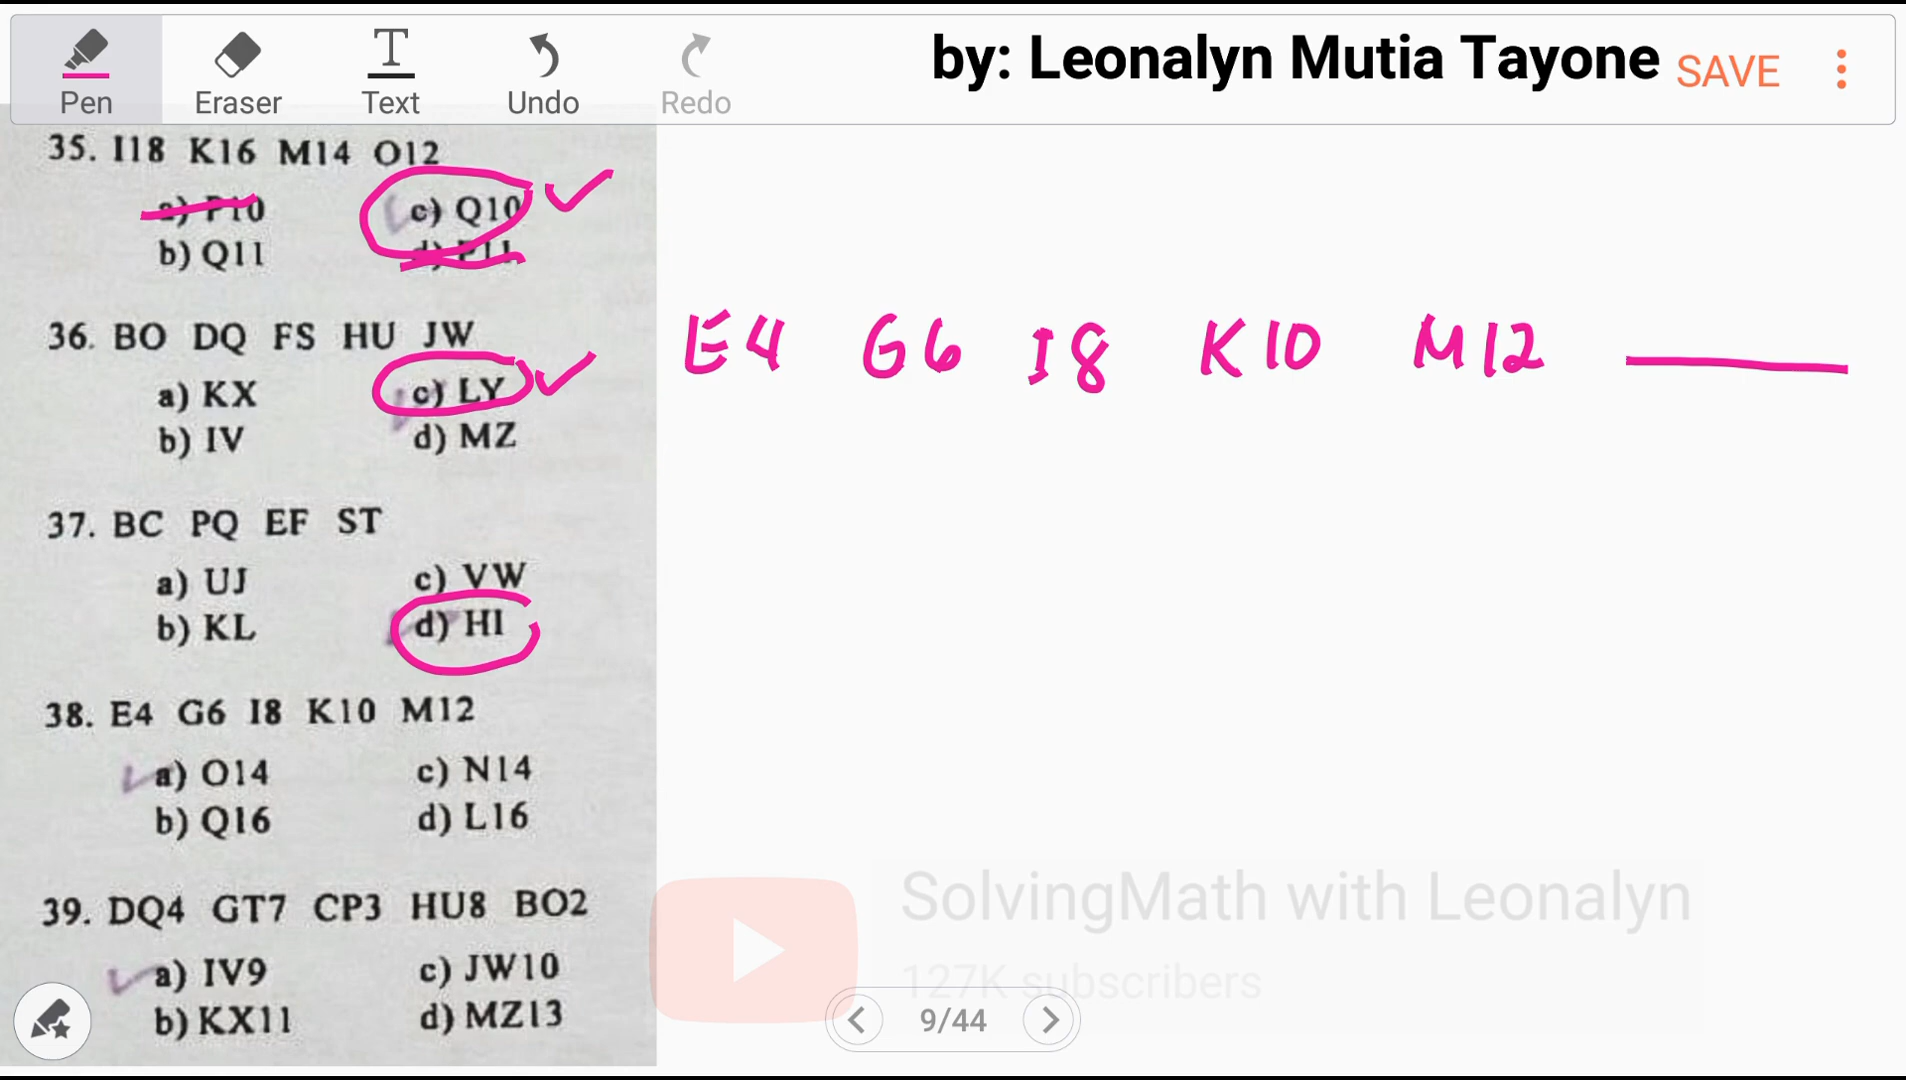 Pen Eraser Text Undo Redo by: Leonalyn Mutia Tayone SAVE
35. I18 K16 M14 O12
a) P10 c) Q10
b) Q11 d) P11
36. BO DQ FS HU JW
a) KX c) LY
b) IV d) MZ
E4 G6 I8 K10 M12
37. BC PQ EF ST
a) UJ c) VW
b) KL d) HI
38. E4 G6 I8 K10 M12
a) O14 c) N14
b) Q16 d) L16
39. DQ4 GT7 CP3 HU8 BO2
a) IV9 c) JW10
b) KX11 d) MZ13
SolvingMath with Leonalyn
127K subscribers
9/44